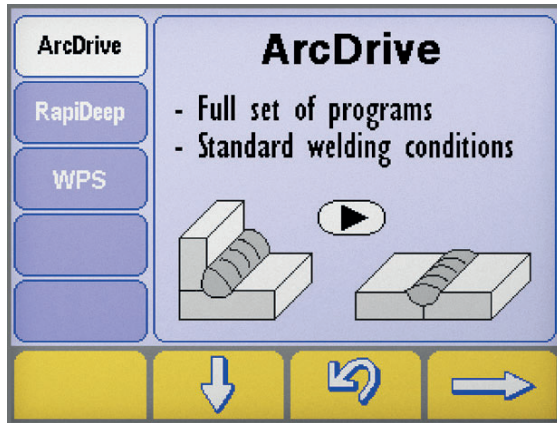 ArcDrive
RapiDeep
WPS
ArcDrive
- Full set of programs
- Standard welding conditions